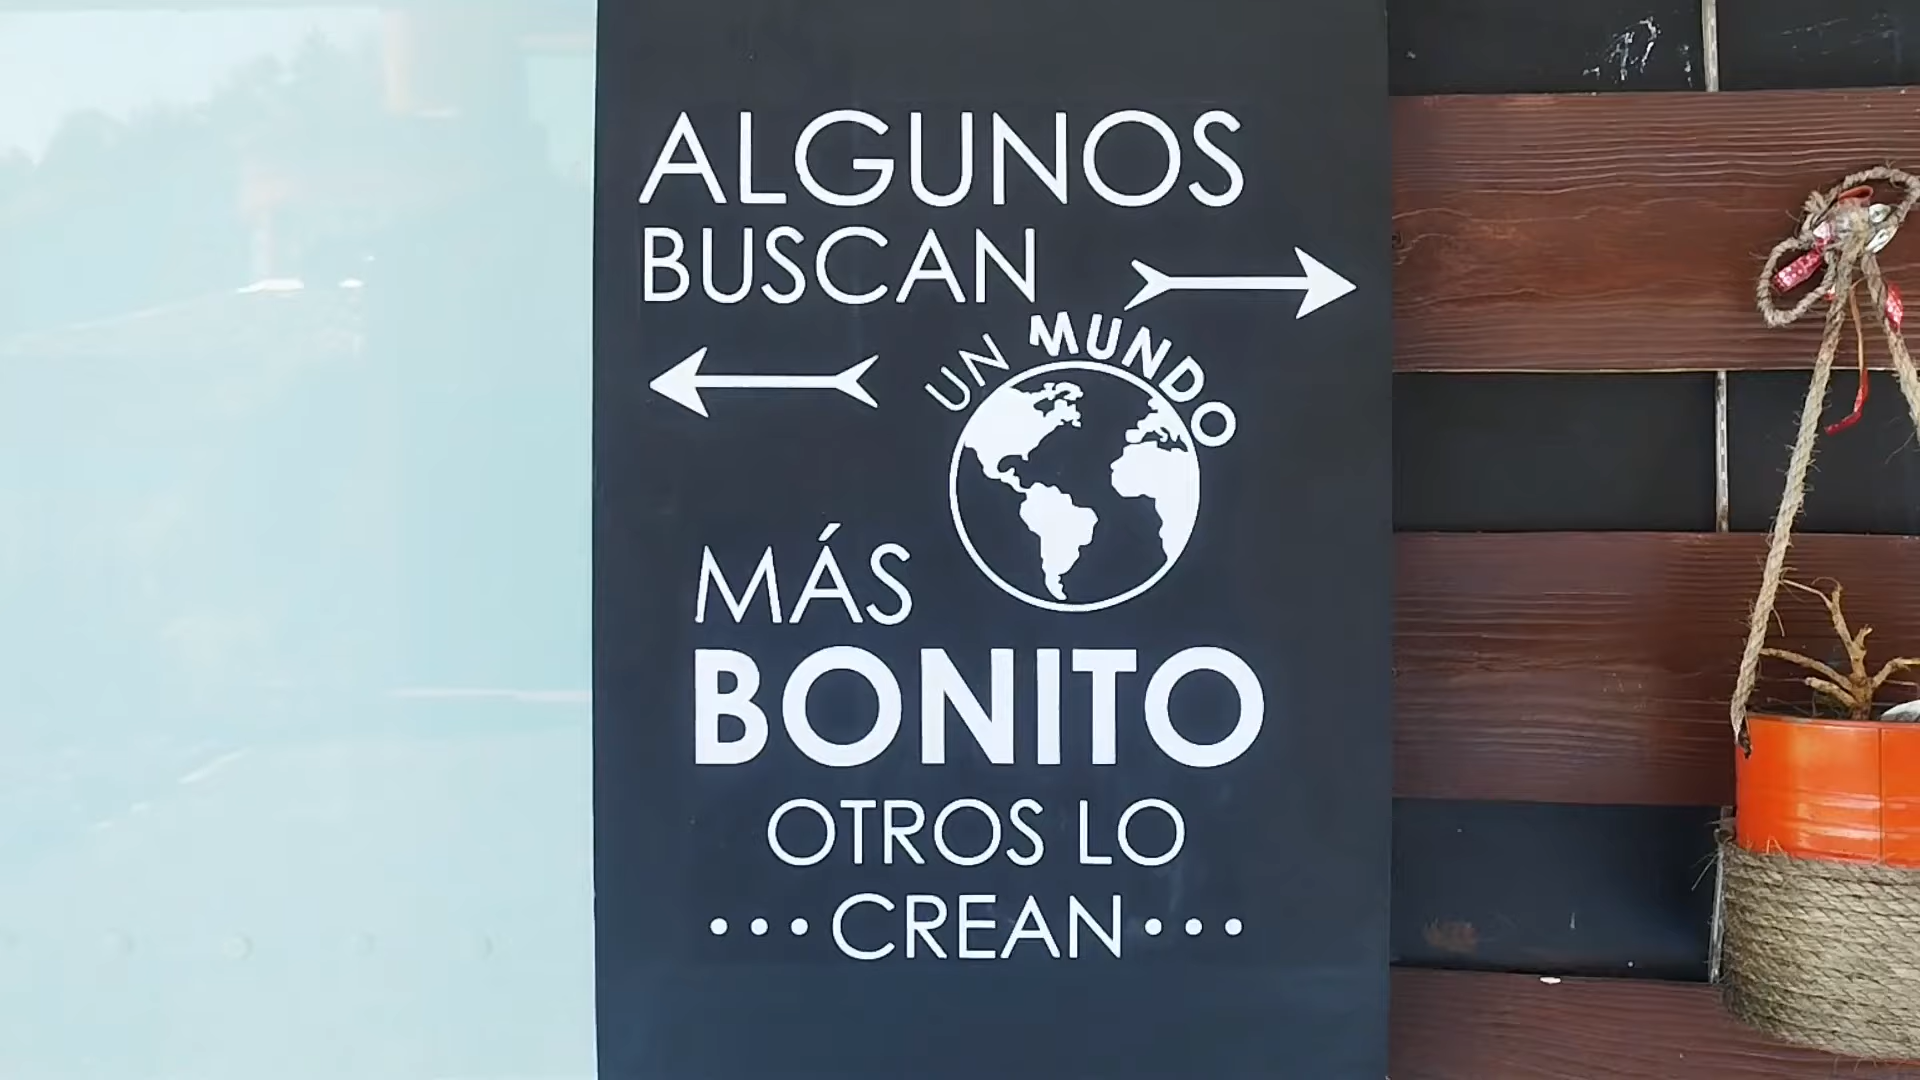 ALGUNOS
BUSCAN
UN MUNDO
MÁS
BONITO
OTROS LO
...CREAN...